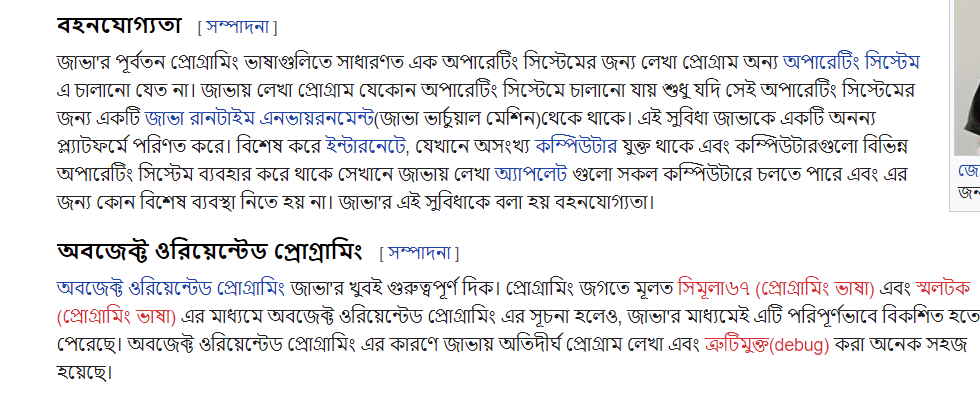 বহনযোগ্যতা [ সম্পাদনা ]
জাভা'র পূর্বতন প্রোগ্রামিং ভাষাগুলিতে সাধারণত এক অপারেটিং সিস্টেমের জন্য লেখা প্রোগ্রাম অন্য অপারেটিং সিস্টেম
এ চালানো যেত না। জাভায় লেখা প্রোগ্রাম যেকোন অপারেটিং সিস্টেমে চালানো যায় শুধু যদি সেই অপারেটিং সিস্টেমের
জন্য একটি জাভা রানটাইম এনভায়রনমেন্ট(জাভা ভার্চুয়াল মেশিন)থেকে থাকে। এই সুবিধা জাভাকে একটি অনন্য
প্ল্যাটফর্মে পরিণত করে। বিশেষ করে ইন্টারনেটে, যেখানে অসংখ্য কম্পিউটার যুক্ত থাকে এবং কম্পিউটারগুলো বিভিন্ন
অপারেটিং সিস্টেম ব্যবহার করে থাকে সেখানে জাভায় লেখা অ্যাপলেট গুলো সকল কম্পিউটারে চলতে পারে এবং এর
জন্য কোন বিশেষ ব্যবস্থা নিতে হয় না। জাভা'র এই সুবিধাকে বলা হয় বহনযোগ্যতা।
অবজেক্ট ওরিয়েন্টেড প্রোগ্রামিং [ সম্পাদনা ]
অবজেক্ট ওরিয়েন্টেড প্রোগ্রামিং জাভা'র খুবই গুরুত্বপূর্ণ দিক। প্রোগ্রামিং জগতে মূলত সিমূলা৬৭ (প্রোগ্রামিং ভাষা) এবং স্মলটক
(প্রোগ্রামিং ভাষা) এর মাধ্যমে অবজেক্ট ওরিয়েন্টেড প্রোগ্রামিং এর সূচনা হলেও, জাভা'র মাধ্যমেই এটি পরিপূর্ণভাবে বিকশিত হতে
পেরেছে। অবজেক্ট ওরিয়েন্টেড প্রোগ্রামিং এর কারণে জাভায় অতিদীর্ঘ প্রোগ্রাম লেখা এবং ত্রুটিমুক্ত(debug) করা অনেক সহজ
হয়েছে।
জে
জন